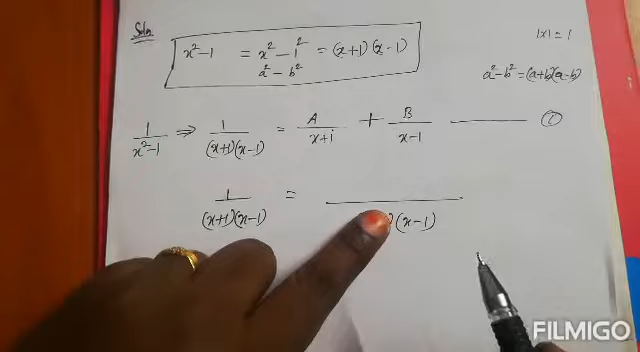 Soln
|x| = 1
x² - 1 = x² - 1² = (x+1)(x-1)
a² - b²
a² - b² = (a+b)(a-b)
1/(x²-1) ⇒ 1/((x+1)(x-1)) = A/(x+1) + B/(x-1) ——— ①
1/((x+1)(x-1)) = ———
)(x-1)
FILMIGO